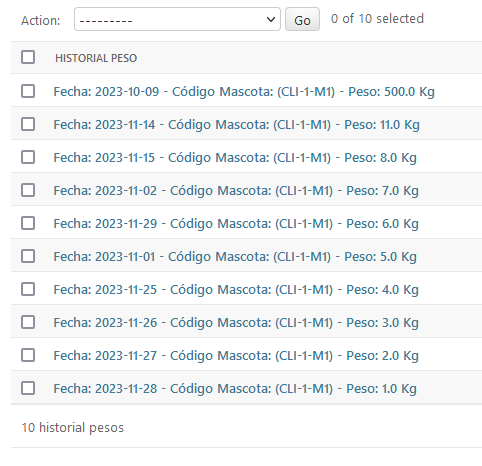 Action: --------- Go 0 of 10 selected
HISTORIAL PESO
Fecha: 2023-10-09 - Código Mascota: (CLI-1-M1) - Peso: 500.0 Kg
Fecha: 2023-11-14 - Código Mascota: (CLI-1-M1) - Peso: 11.0 Kg
Fecha: 2023-11-15 - Código Mascota: (CLI-1-M1) - Peso: 8.0 Kg
Fecha: 2023-11-02 - Código Mascota: (CLI-1-M1) - Peso: 7.0 Kg
Fecha: 2023-11-29 - Código Mascota: (CLI-1-M1) - Peso: 6.0 Kg
Fecha: 2023-11-01 - Código Mascota: (CLI-1-M1) - Peso: 5.0 Kg
Fecha: 2023-11-25 - Código Mascota: (CLI-1-M1) - Peso: 4.0 Kg
Fecha: 2023-11-26 - Código Mascota: (CLI-1-M1) - Peso: 3.0 Kg
Fecha: 2023-11-27 - Código Mascota: (CLI-1-M1) - Peso: 2.0 Kg
Fecha: 2023-11-28 - Código Mascota: (CLI-1-M1) - Peso: 1.0 Kg
10 historial pesos